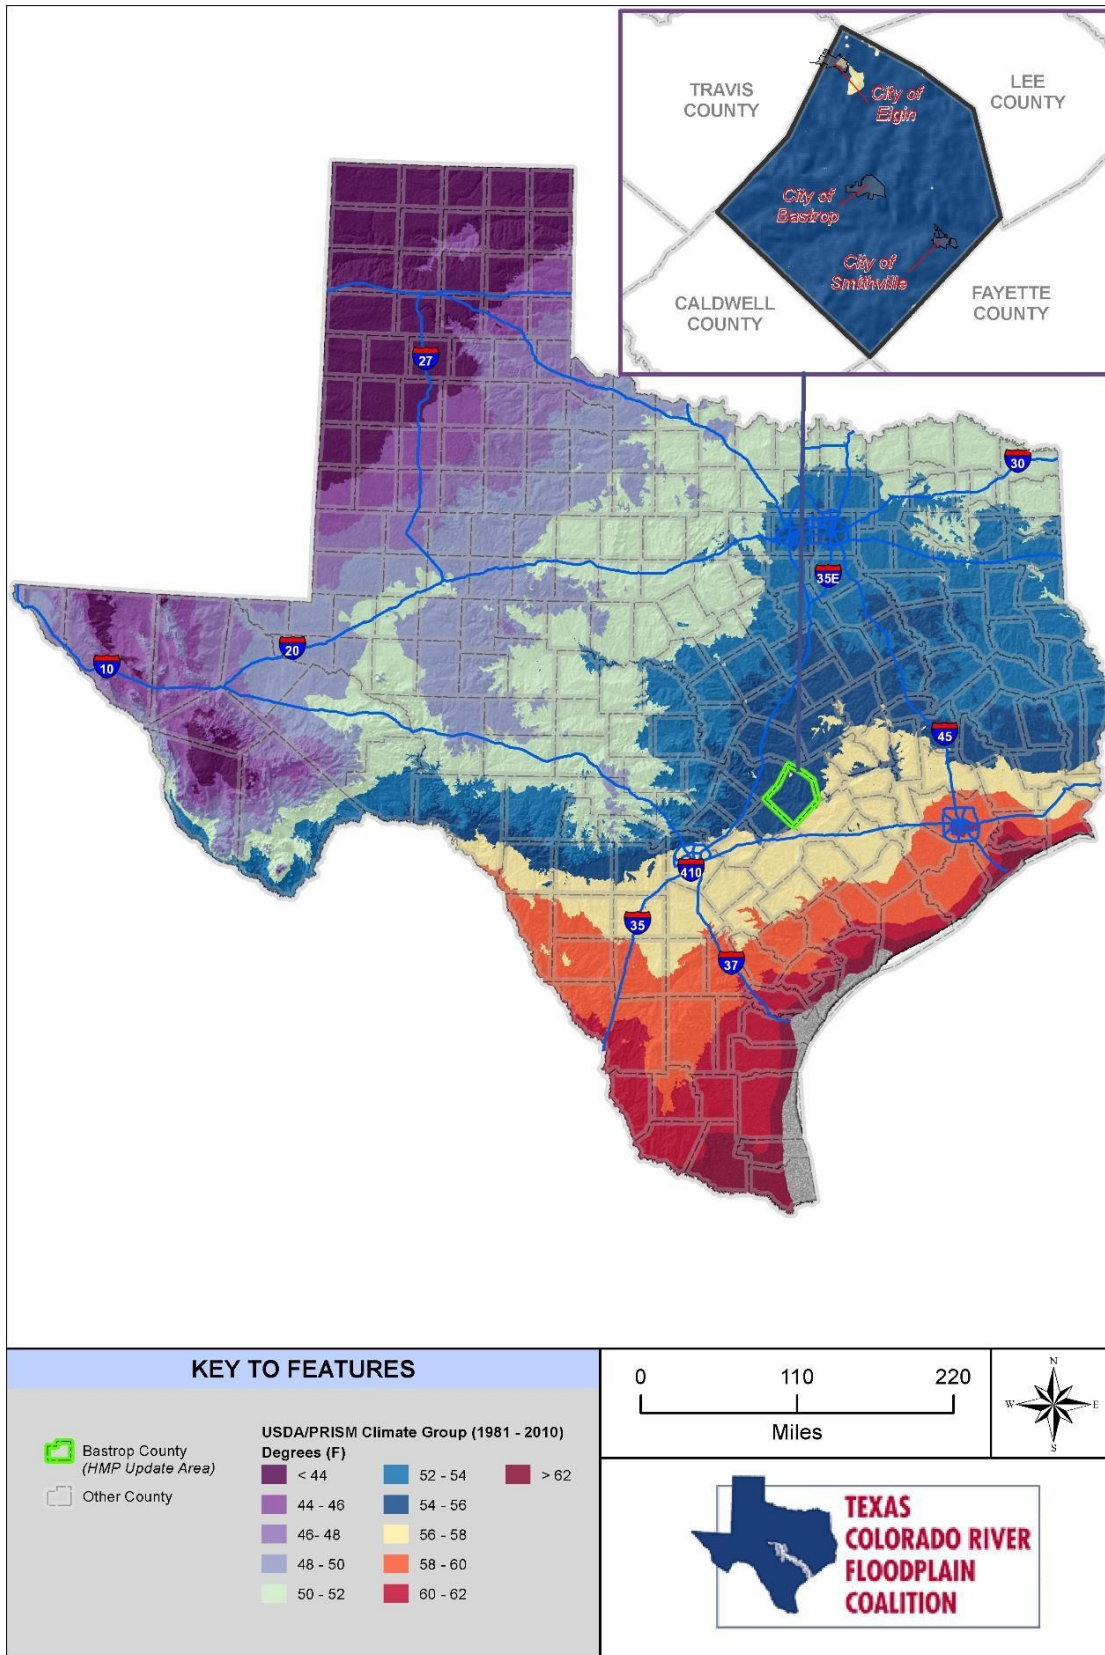 TRAVIS
COUNTY
LEE
COUNTY
City of
Elgin
City of
Bastrop
City of
Smithville
CALDWELL
COUNTY
FAYETTE
COUNTY
27
30
35E
20
10
45
410
35
37
KEY TO FEATURES
Bastrop County
(HMP Update Area)
Other County
USDA/PRISM Climate Group (1981 - 2010)
Degrees (F)
< 44
44 - 46
46- 48
48 - 50
50 - 52
52 - 54
54 - 56
56 - 58
58 - 60
60 - 62
> 62
0 110 220
Miles
N
W E
S
TEXAS
COLORADO RIVER
FLOODPLAIN
COALITION